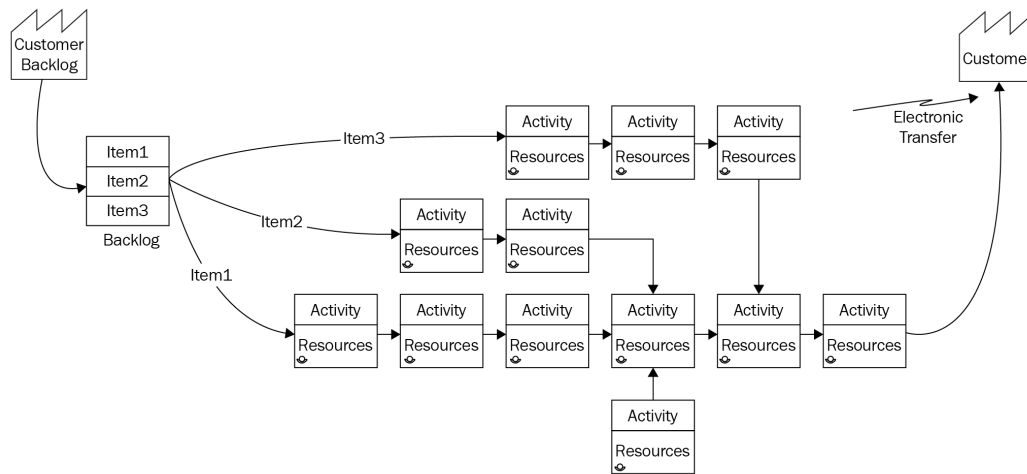 Customer
Backlog
Customer
Electronic
Transfer
Item1
Item2
Item3
Backlog
Item3
Item2
Item1
Activity
Resources
Activity
Resources
Activity
Resources
Activity
Resources
Activity
Resources
Activity
Resources
Activity
Resources
Activity
Resources
Activity
Resources
Activity
Resources
Activity
Resources
Activity
Resources